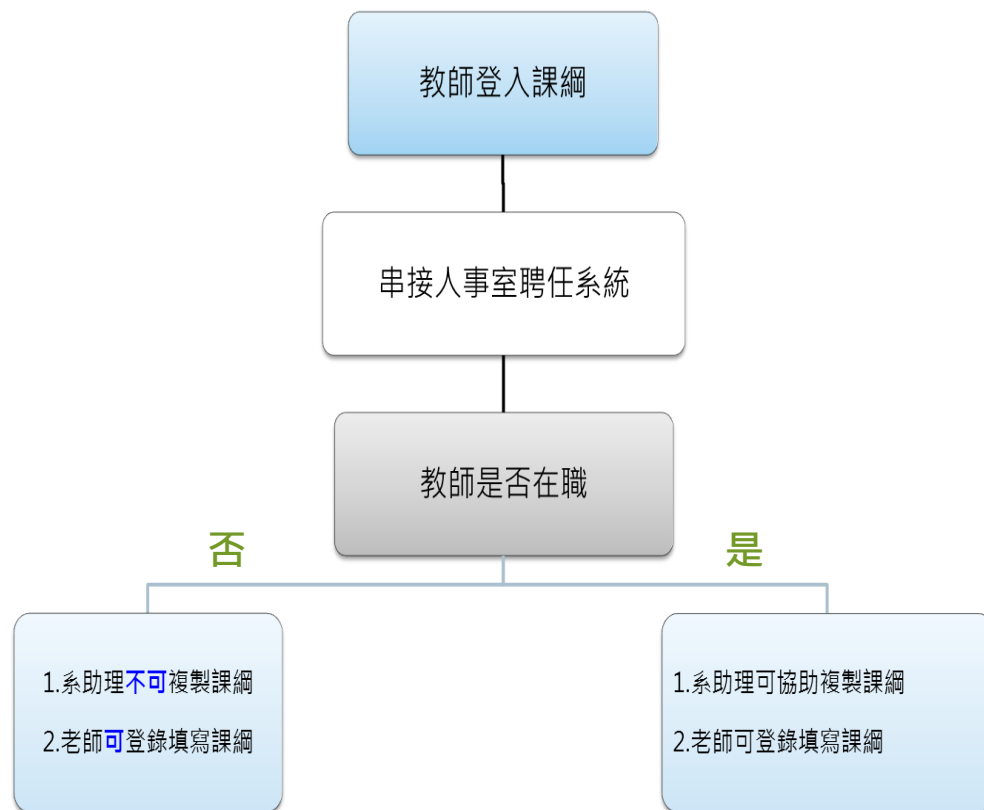 教師登入課綱
串接人事室聘任系統
教師是否在職
否
是
1.系助理不可複製課綱
2.老師可登錄填寫課綱
1.系助理可協助複製課綱
2.老師可登錄填寫課綱